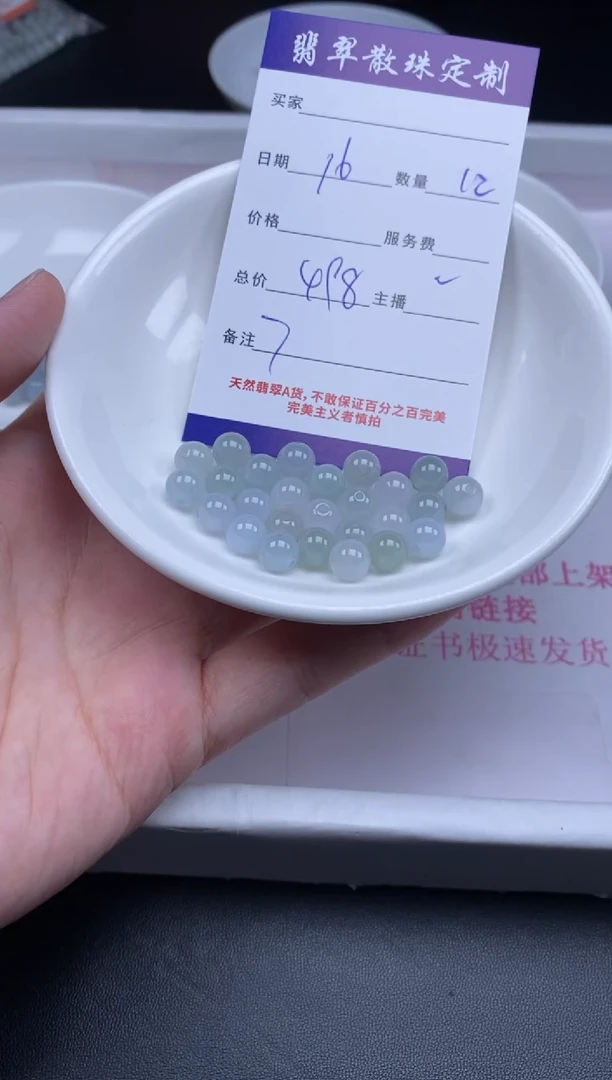 翡翠散珠定制
买家
日期 16 数量 12
价格 服务费
总价 498 主播
备注 7
天然翡翠A货,不敢保证百分之百完美
完美主义者慎拍
部上架
链接
证书极速发货